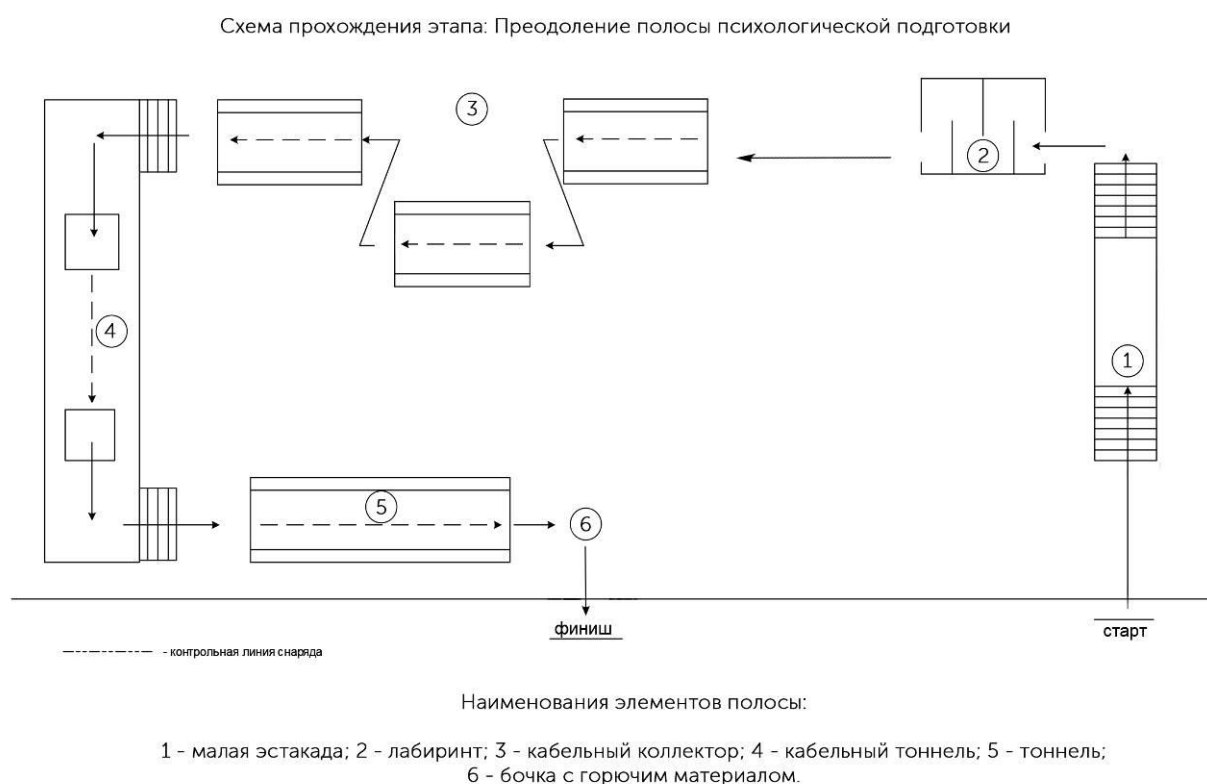 Схема прохождения этапа: Преодоление полосы психологической подготовки
3
2
4
1
5
6
финиш
старт
- контрольная линия снаряда
Наименования элементов полосы:
1 - малая эстакада; 2 - лабиринт; 3 - кабельный коллектор; 4 - кабельный тоннель; 5 - тоннель;
6 - бочка с горючим материалом.